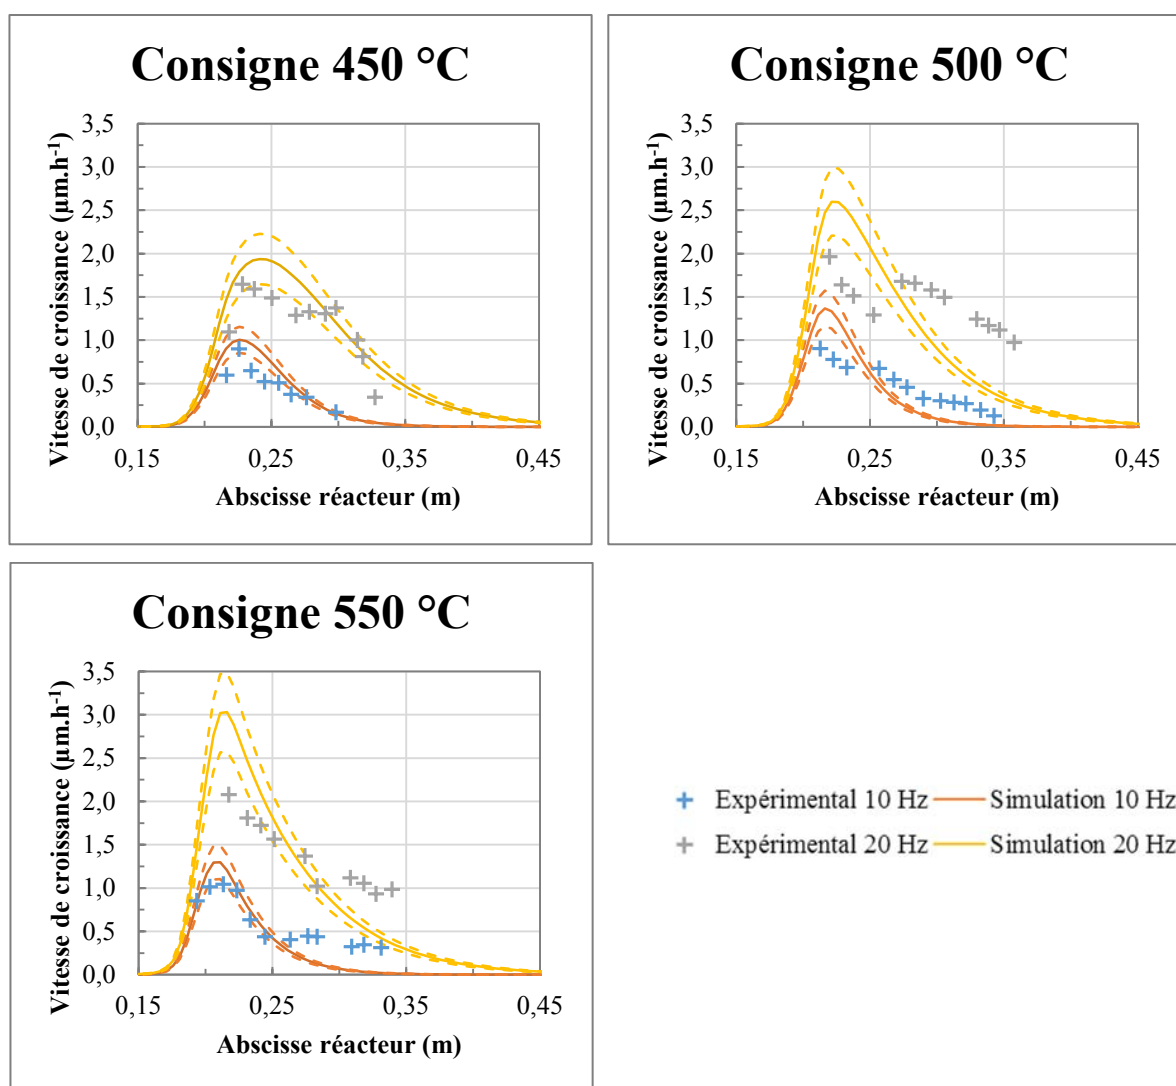 Consigne 450 °C
Vitesse de croissance (µm.h⁻¹)
3,5
3,0
2,5
2,0
1,5
1,0
0,5
0,0
0,15 0,25 0,35 0,45
Abscisse réacteur (m)
Consigne 500 °C
Vitesse de croissance (µm.h⁻¹)
3,5
3,0
2,5
2,0
1,5
1,0
0,5
0,0
0,15 0,25 0,35 0,45
Abscisse réacteur (m)
Consigne 550 °C
Vitesse de croissance (µm.h⁻¹)
3,5
3,0
2,5
2,0
1,5
1,0
0,5
0,0
0,15 0,25 0,35 0,45
Abscisse réacteur (m)
Expérimental 10 Hz Simulation 10 Hz
Expérimental 20 Hz Simulation 20 Hz